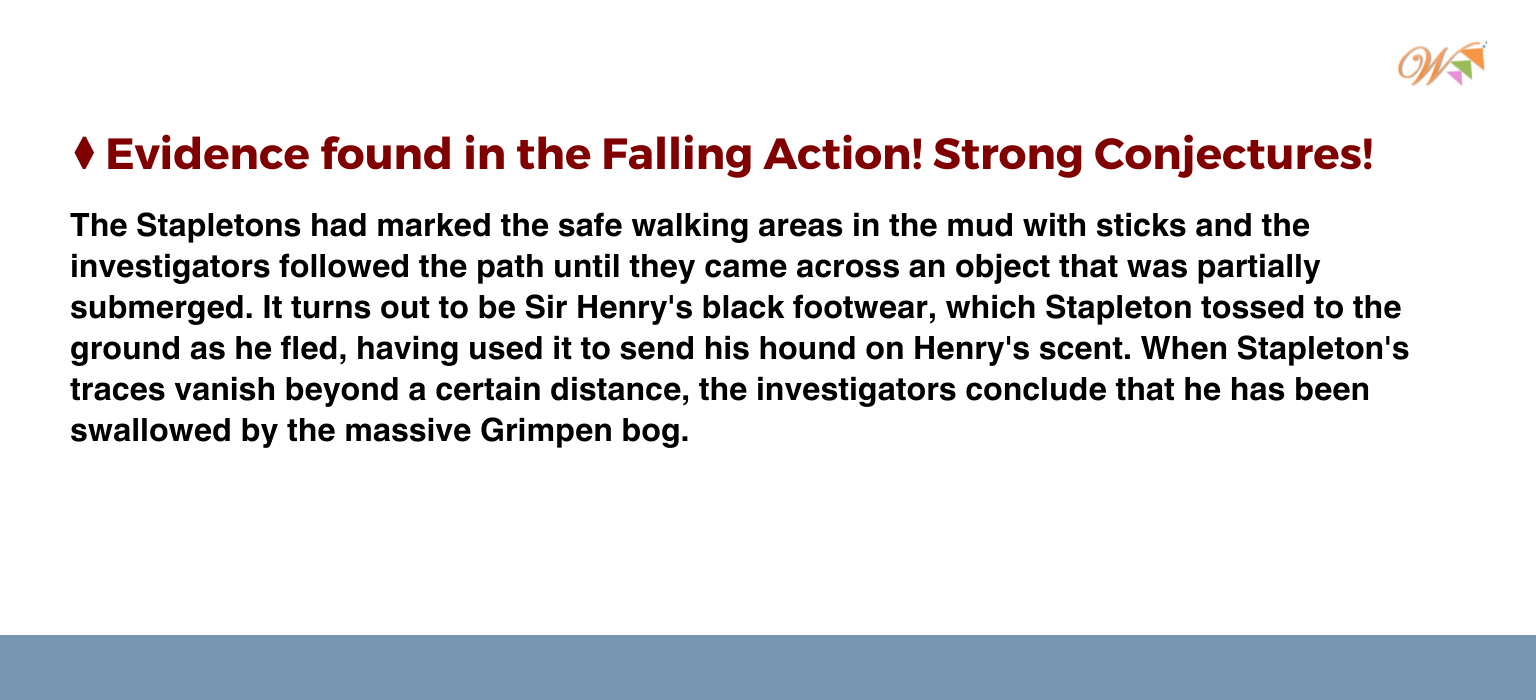 Evidence found in the Falling Action! Strong Conjectures!
The Stapletons had marked the safe walking areas in the mud with sticks and the
investigators followed the path until they came across an object that was partially
submerged. It turns out to be Sir Henry's black footwear, which Stapleton tossed to the
ground as he fled, having used it to send his hound on Henry's scent. When Stapleton's
traces vanish beyond a certain distance, the investigators conclude that he has been
swallowed by the massive Grimpen bog.